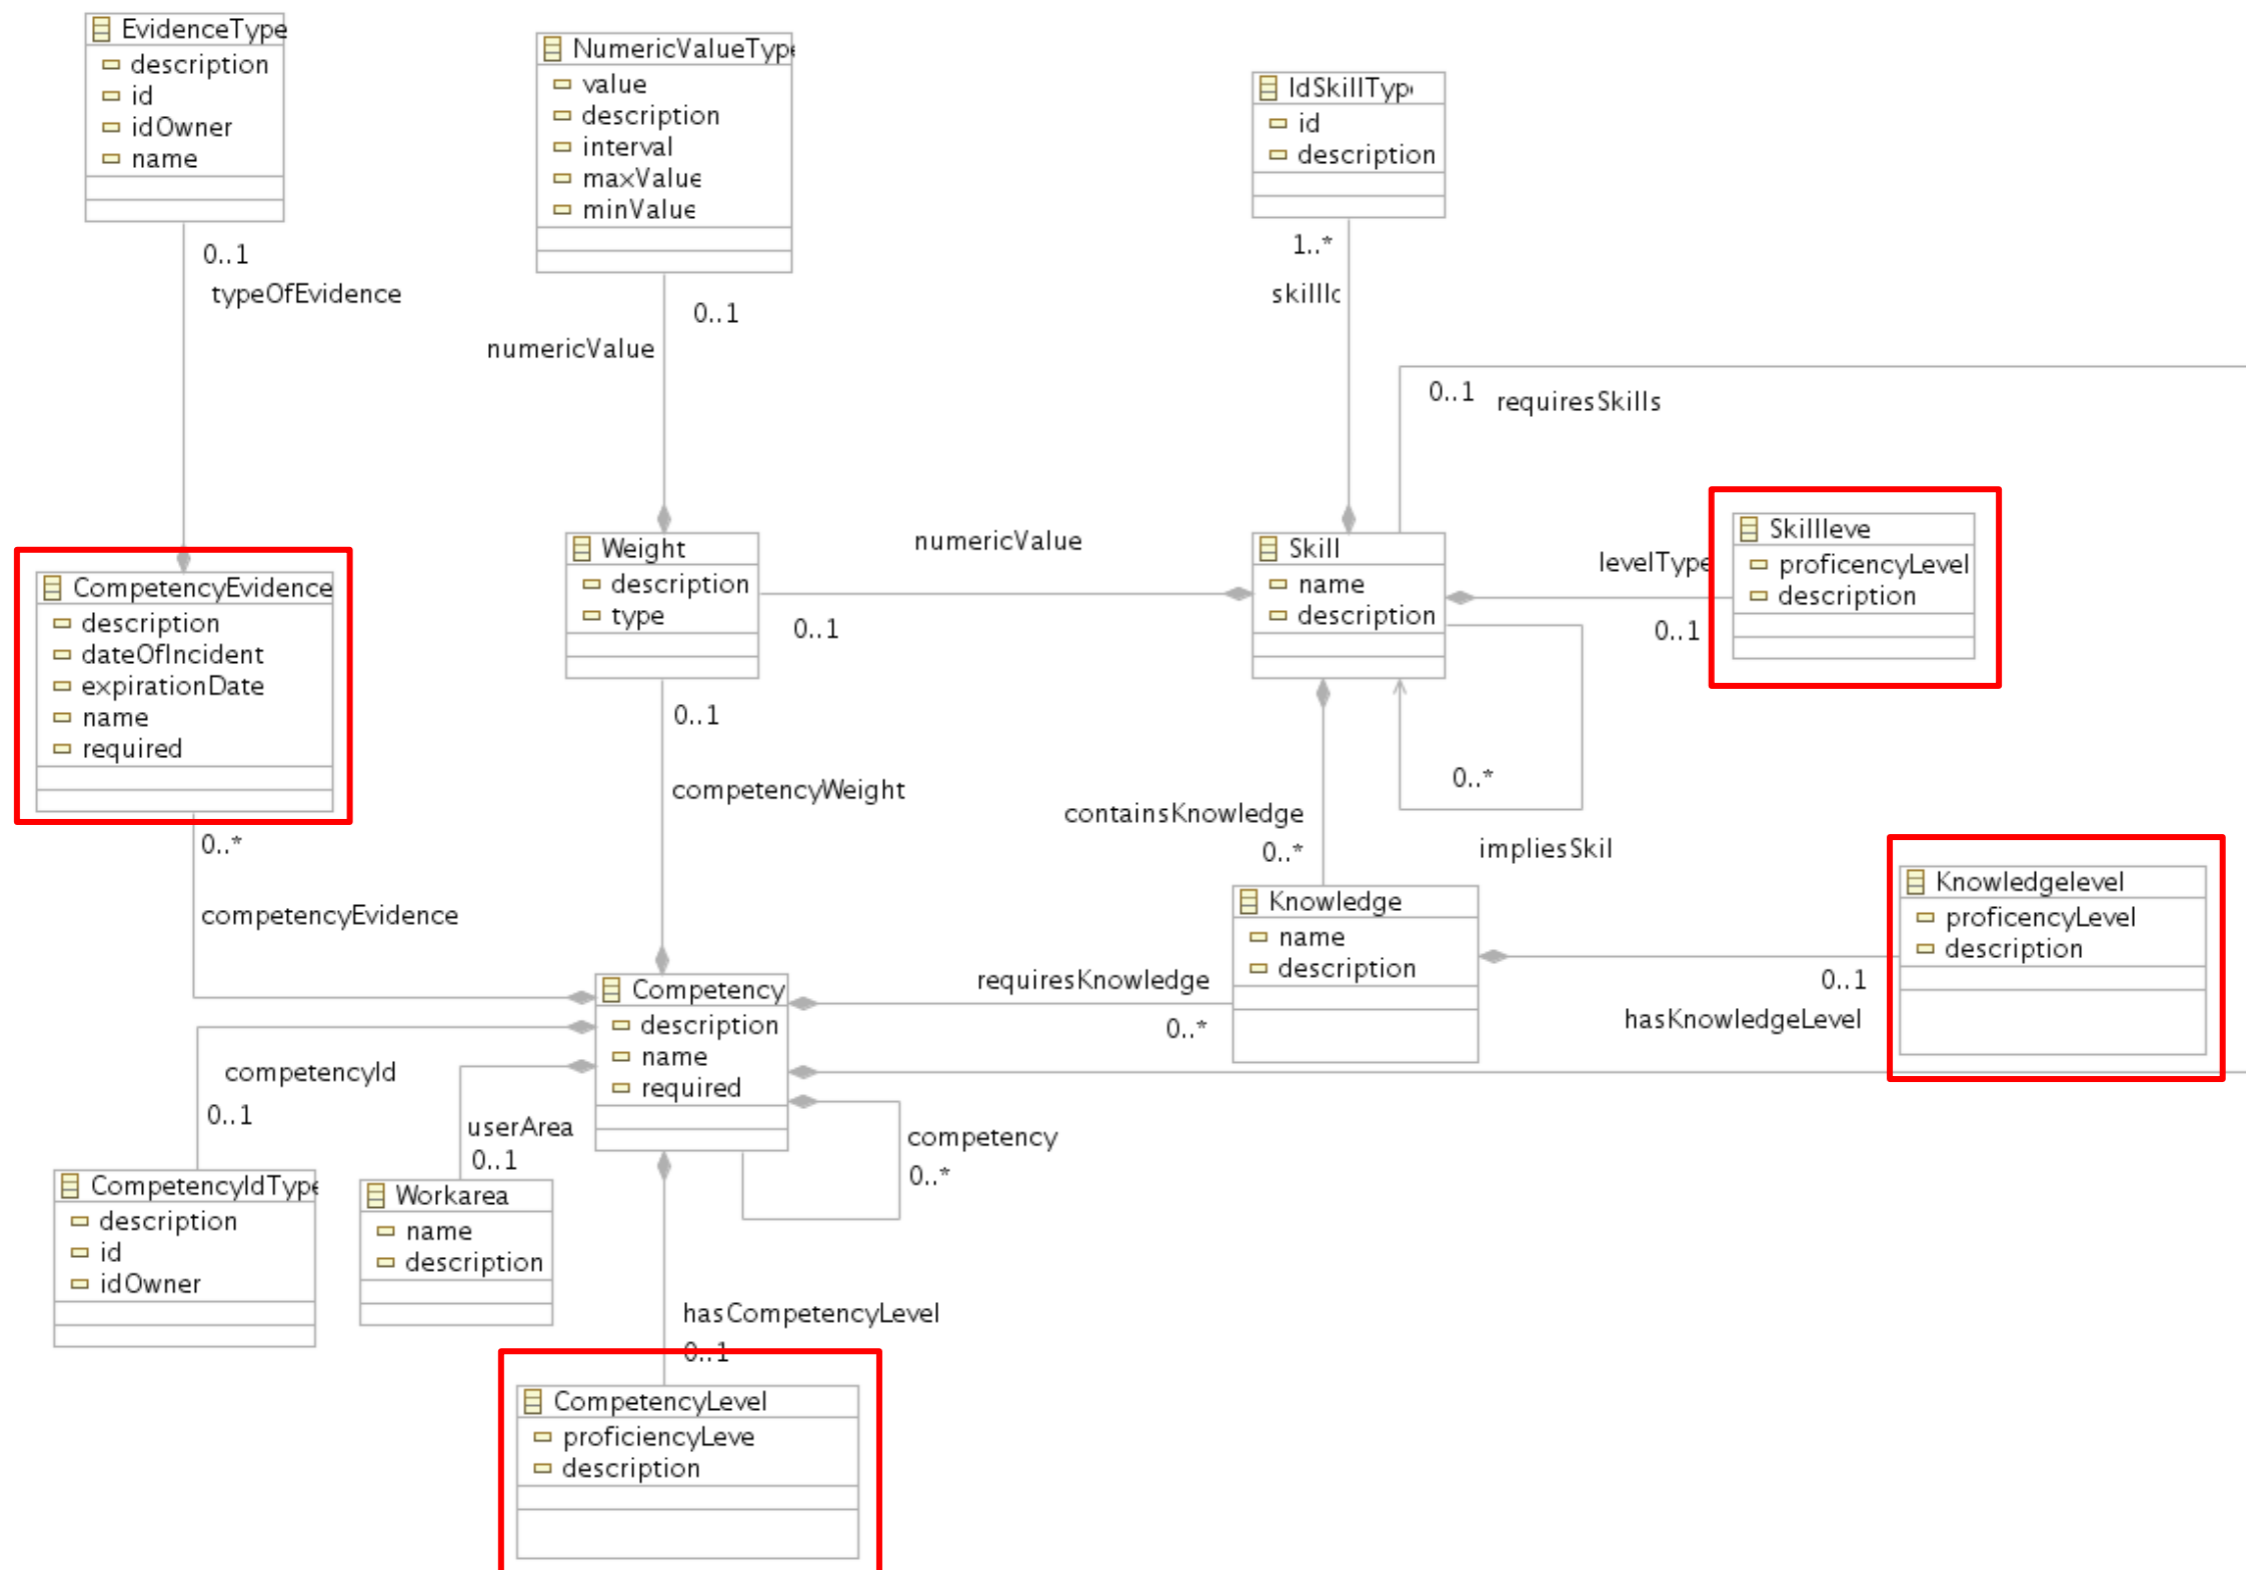 EvidenceType
description
id
idOwner
name
0..1
typeOfEvidence
NumericValueType
value
description
interval
maxValue
minValue
0..1
numericValue
IdSkillTyp
id
description
1..*
skillIc
0..1
requiresSkills
CompetencyEvidence
description
dateOfIncident
expirationDate
name
required
0..*
competencyEvidence
Weight
description
type
numericValue
0..1
0..1
competencyWeight
Skill
name
description
levelType
0..1
Skillleve
proficencyLevel
description
0..*
impliesSkil
containsKnowledge
0..*
Knowledge
name
description
requiresKnowledge
0..*
Knowledgelevel
proficencyLevel
description
0..1
hasKnowledgeLevel
Competency
description
name
required
competency
0..*
competencyId
0..1
userArea
0..1
CompetencyIdType
description
id
idOwner
Workarea
name
description
hasCompetencyLevel
0..1
CompetencyLevel
proficiencyLeve
description